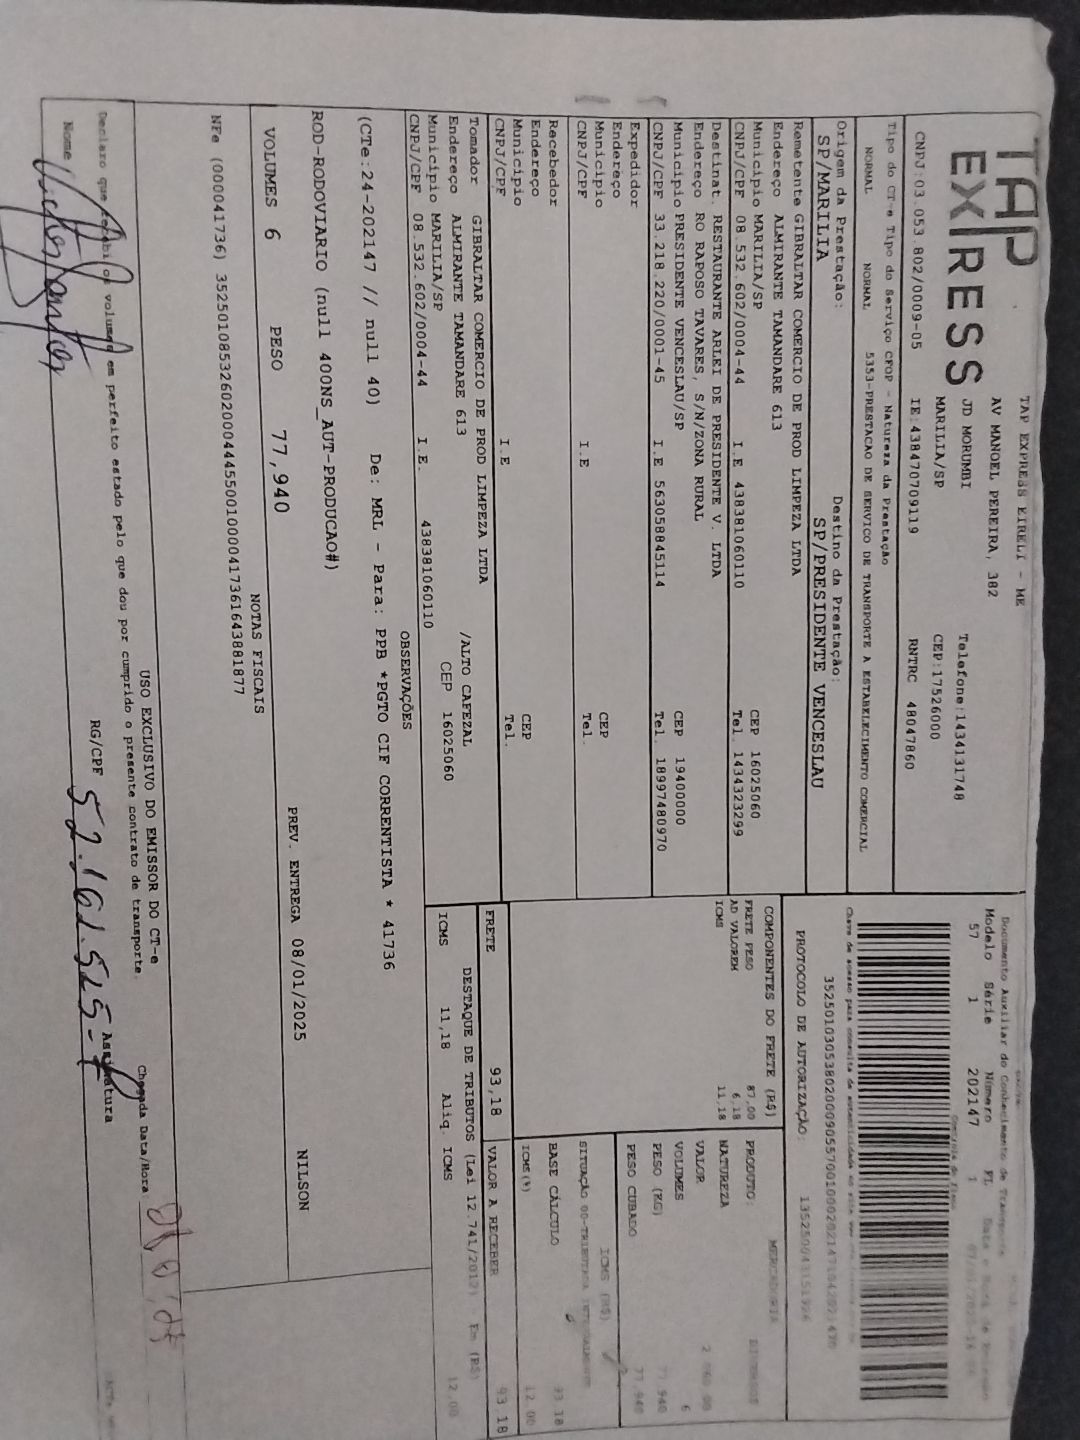 TAP EXPRESS
TAP EXPRESS EIRELI - ME
AV MANOEL PEREIRA, 382
JD MORUMBI Telefone:1434131748
MARILIA/SP CEP:17526000
CNPJ:03.053.802/0009-05 IE:438470709119 RNTRC 48047860
Tipo do CT-e Tipo do Serviço CFOP - Natureza da Prestação
NORMAL NORMAL 5353-PRESTACAO DE SERVICO DE TRANSPORTE A ESTABELECIMENTO COMERCIAL
Origem da Prestação: Destino da Prestação:
SP/MARILIA SP/PRESIDENTE VENCESLAU
Remetente GIBRALTAR COMERCIO DE PROD LIMPEZA LTDA
Endereço ALMIRANTE TAMANDARE 613
Município MARILIA/SP CEP 16025060
CNPJ/CPF 08.532.602/0004-44 I.E 438381060110 Tel. 1434323299
Destinat. RESTAURANTE ARLEI DE PRESIDENTE V. LTDA
Endereço RO RAPOSO TAVARES, S/N/ZONA RURAL
Município PRESIDENTE VENCESLAU/SP CEP 19400000
CNPJ/CPF 33.218.220/0001-45 I.E 563058845114 Tel. 18997480970
Expedidor
Endereço
Município CEP
CNPJ/CPF I.E Tel.
Recebedor
Endereço
Município CEP
CNPJ/CPF I.E Tel.
Tomador GIBRALTAR COMERCIO DE PROD LIMPEZA LTDA
Endereço ALMIRANTE TAMANDARE 613 /ALTO CAFEZAL
Município MARILIA/SP CEP 16025060
CNPJ/CPF 08.532.602/0004-44 I.E. 438381060110
Documento Auxiliar do Conhecimento de Transporte
Modelo Série Número FL
57 1 202147 1
PROTOCOLO DE AUTORIZAÇÃO:
COMPONENTES DO FRETE (R$)
FRETE PESO 87,00
AD VALOREM 6,18
ICMS 11,18
PRODUTO:
NATUREZA MERCADORIA
VALOR
VOLUMES 6
PESO (KG) 77,940
PESO CUBADO 77,940
ICMS (R$)
SITUAÇÃO 00-TRIBUTADA INTEGRALMENTE
BASE CÁLCULO 93,18
ICMS(%) 12,00
FRETE 93,18 VALOR A RECEBER 93,18
DESTAQUE DE TRIBUTOS (Lei 12.741/2012) - Em (R$)
ICMS 11,18 Aliq. ICMS 12,00
OBSERVAÇÕES
(CTe:24-202147 // null 40) De: MRL - Para: PPB *PGTO CIF CORRENTISTA * 41736
ROD-RODOVIARIO (null 400NS_AUT-PRODUCAO#)
VOLUMES 6 PESO 77,940 PREV. ENTREGA 08/01/2025 NILSON
NOTAS FISCAIS
NFe (000041736) 35250108532602000444550010000417361643881877
USO EXCLUSIVO DO EMISSOR DO CT-e
Declaro que recebi os volumes em perfeito estado pelo que dou por cumprido o presente contrato de transporte.
Chegada Data/Hora
Nome RG/CPF 52.161.525-7 Assinatura